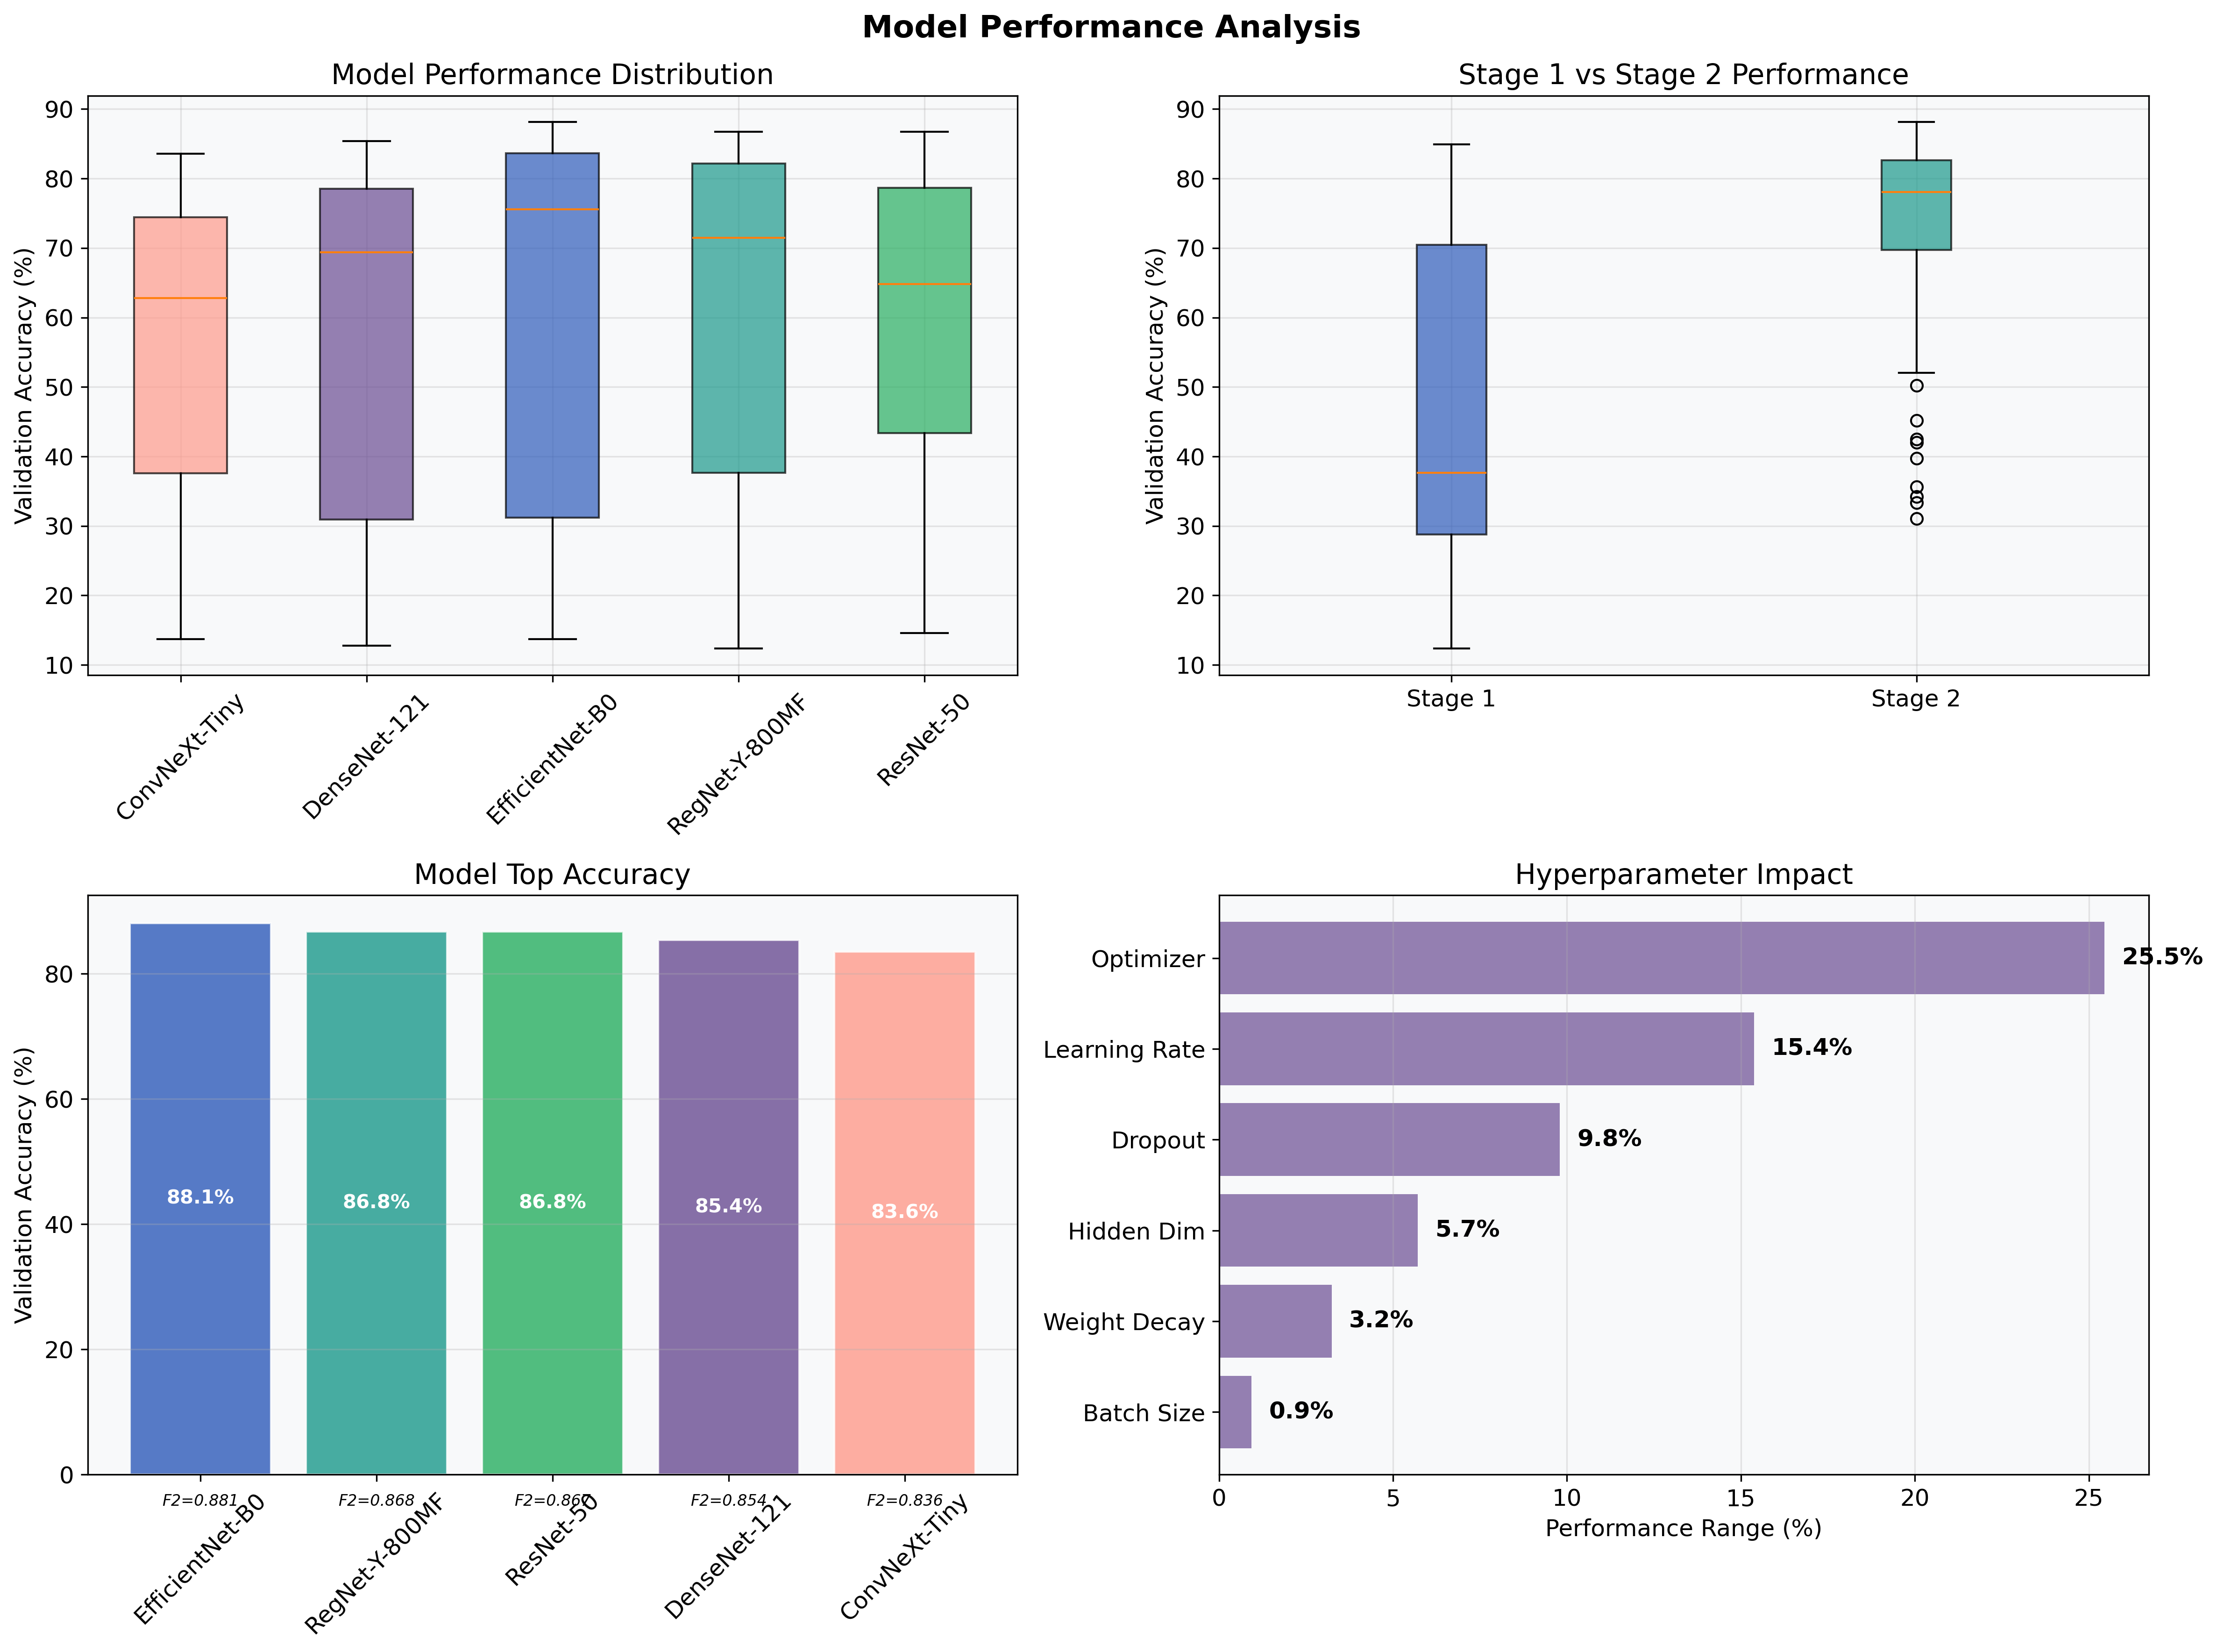 Model Performance Analysis
Model Performance Distribution
Validation Accuracy (%)
90
80
70
60
50
40
30
20
10
ConvNeXt-Tiny
DenseNet-121
EfficientNet-B0
RegNet-Y-800MF
ResNet-50
Stage 1 vs Stage 2 Performance
Validation Accuracy (%)
90
80
70
60
50
40
30
20
10
Stage 1
Stage 2
Model Top Accuracy
Validation Accuracy (%)
80
60
40
20
0
88.1%
86.8%
86.8%
85.4%
83.6%
F2=0.881
F2=0.868
F2=0.854
F2=0.836
EfficientNet-B0
RegNet-Y-800MF
ResNet-50
DenseNet-121
ConvNeXt-Tiny
Hyperparameter Impact
Optimizer
25.5%
Learning Rate
15.4%
Dropout
9.8%
Hidden Dim
5.7%
Weight Decay
3.2%
Batch Size
0.9%
0
5
10
15
20
25
Performance Range (%)